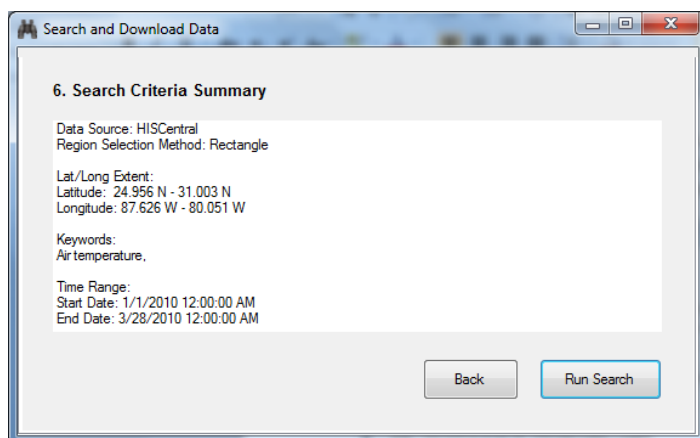 Search and Download Data
6. Search Criteria Summary
Data Source: HISCentral
Region Selection Method: Rectangle
Lat/Long Extent:
Latitude:  24.956 N - 31.003 N
Longitude: 87.626 W - 80.051 W
Keywords:
Air temperature,
Time Range:
Start Date: 1/1/2010 12:00:00 AM
End Date: 3/28/2010 12:00:00 AM
Back
Run Search